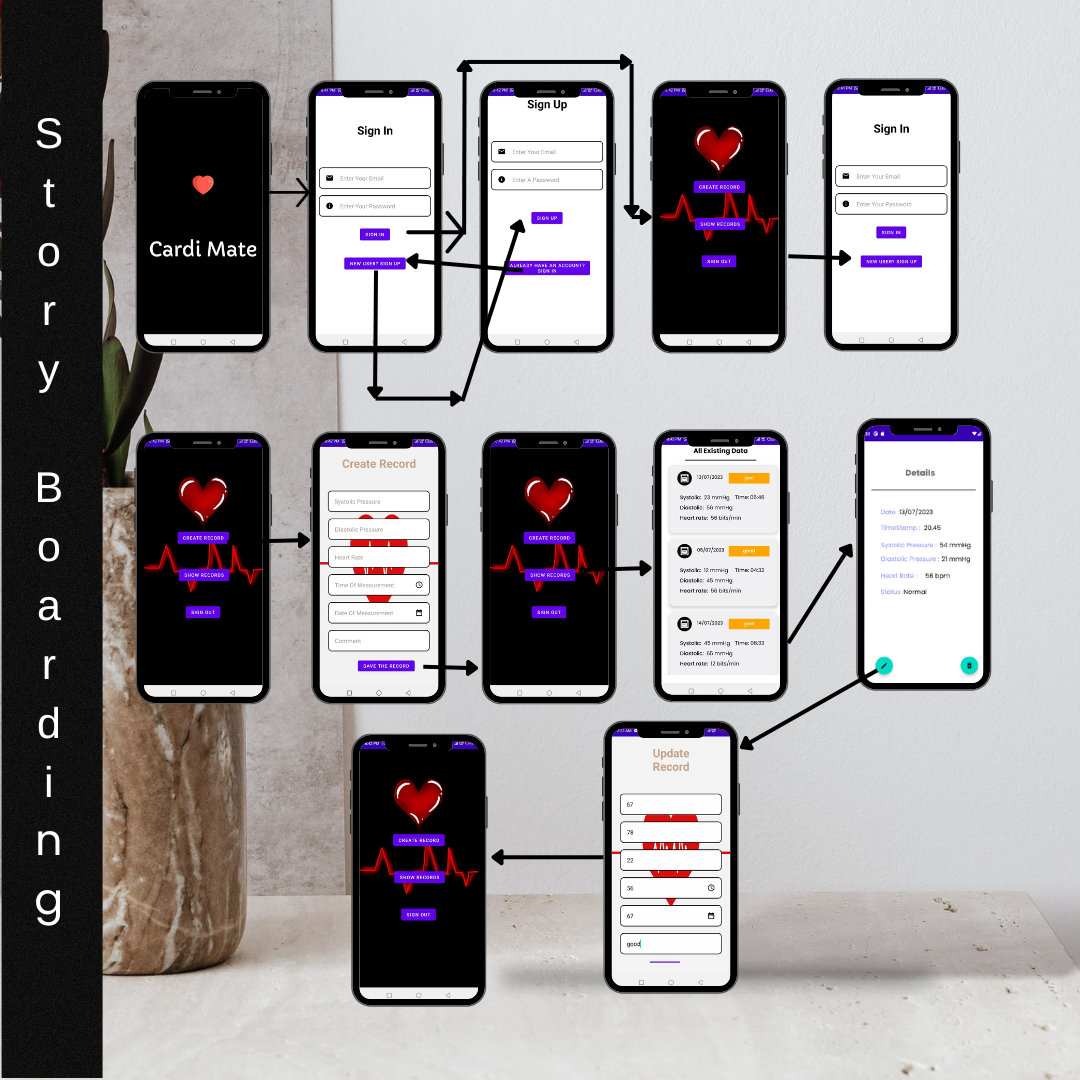 Story Boarding
Cardi Mate
Sign In
Enter Your Email
Enter Your Password
SIGN IN
NEW USER? SIGN UP
Sign Up
Enter Your Email
Enter A Password
SIGN UP
ALREADY HAVE AN ACCOUNT?
SIGN IN
CREATE RECORD
SHOW RECORDS
SIGN OUT
Sign In
Enter Your Email
Enter Your Password
SIGN IN
NEW USER? SIGN UP
CREATE RECORD
SHOW RECORDS
SIGN OUT
Create Record
Systolic Pressure
Diastolic Pressure
Heart Rate
Time Of Measurement
Date Of Measurement
Comment
SAVE THE RECORD
CREATE RECORD
SHOW RECORDS
SIGN OUT
All Existing Data
13/07/2023
Systolic: 23 mmHg Time: 06:46
Diastolic: 56 mmHg
Heart rate: 56 bits/min
05/07/2023 good
Systolic: 12 mmHg Time: 04:32
Diastolic: 45 mmHg
Heart rate: 56 bits/min
14/07/2023 good
Systolic: 45 mmHg Time: 06:33
Diastolic: 65 mmHg
Heart rate: 12 bits/min
Details
Date 13/07/2023
TimeStamp : 20.45
Systolic Pressure : 54 mmHg
Diastolic Pressure : 21 mmHg
Heart Rate : 58 bpm
Status Normal
CREATE RECORD
SHOW RECORDS
SIGN OUT
Update
Record
57
78
22
56
67
good